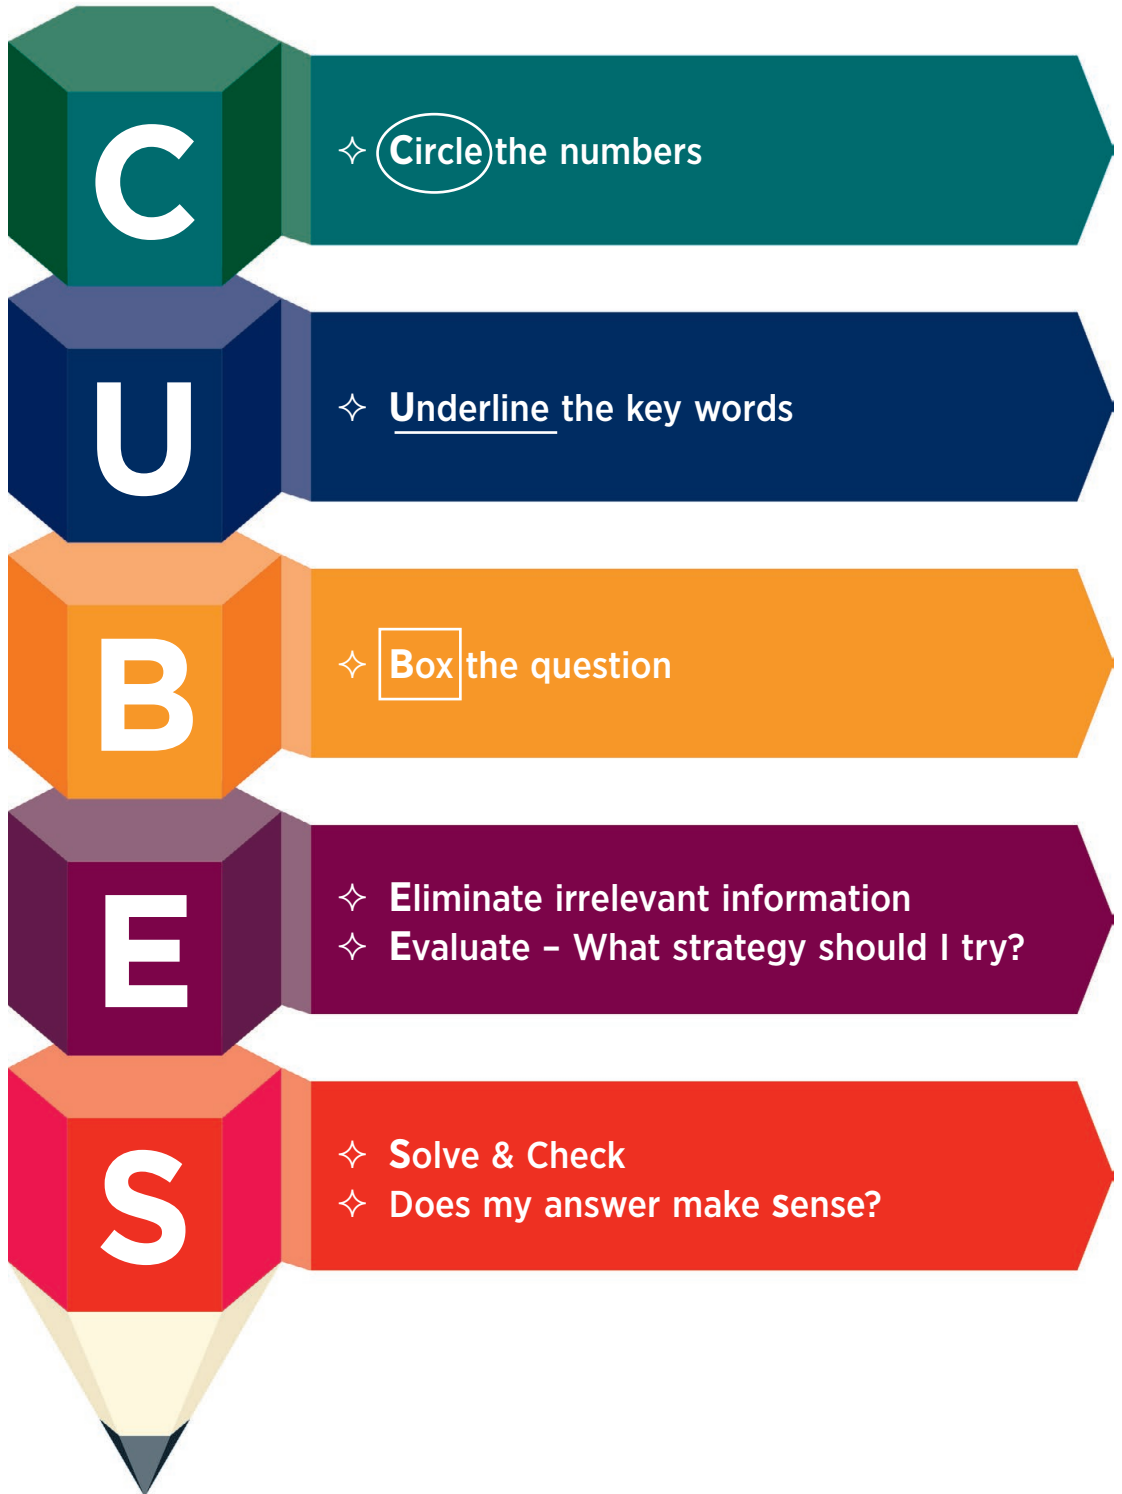 C
✧ Circle the numbers
U
✧ Underline the key words
B
✧ Box the question
E
✧ Eliminate irrelevant information
✧ Evaluate – What strategy should I try?
S
✧ Solve & Check
✧ Does my answer make sense?